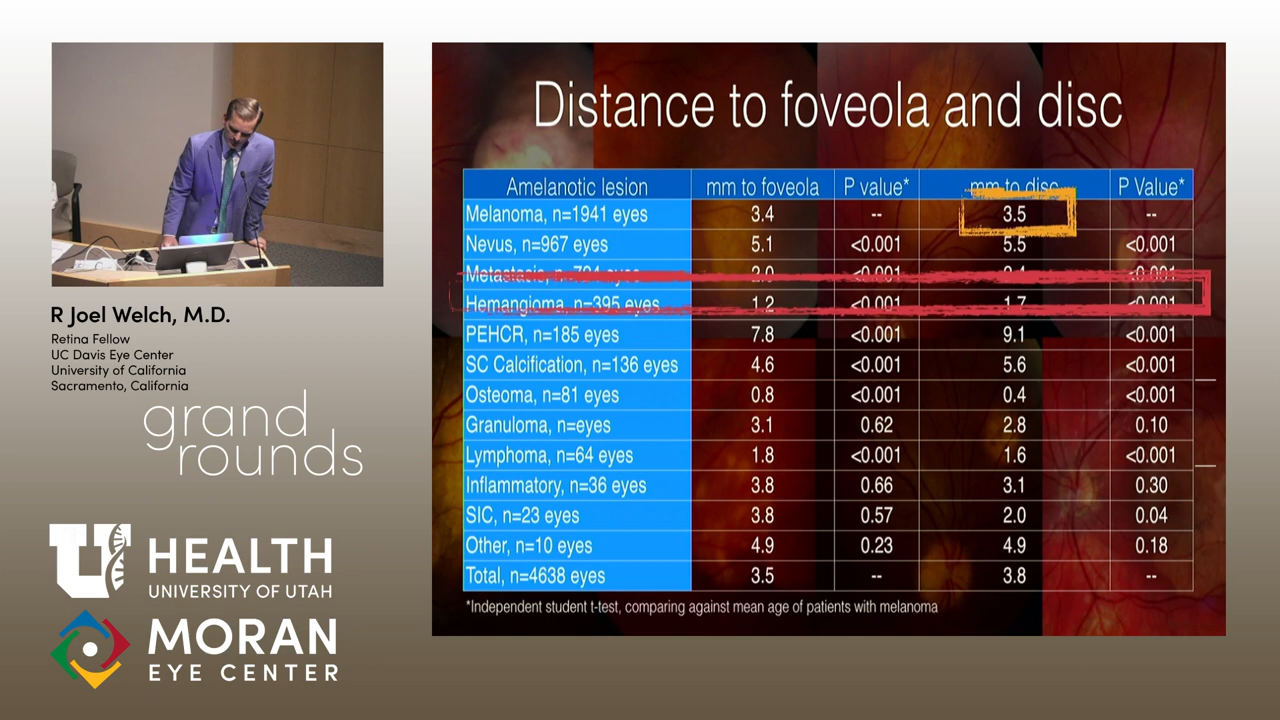 R Joel Welch, M.D.
Retina Fellow
UC Davis Eye Center
University of California
Sacramento, California
grand
rounds
U HEALTH
UNIVERSITY OF UTAH
MORAN
EYE CENTER
Distance to foveola and disc
Amelanotic lesion mm to foveola P value* mm to disc P Value*
Melanoma, n=1941 eyes 3.4 -- 3.5 --
Nevus, n=967 eyes 5.1 <0.001 5.5 <0.001
Metastasis, eyes <0.001 <0.001
Hemangioma, n=395 eyes 1.2 <0.001 1.7 <0.001
PEHCR, n=185 eyes 7.8 <0.001 9.1 <0.001
SC Calcification, n=136 eyes 4.6 <0.001 5.6 <0.001
Osteoma, n=81 eyes 0.8 <0.001 0.4 <0.001
Granuloma, n=eyes 3.1 0.62 2.8 0.10
Lymphoma, n=64 eyes 1.8 <0.001 1.6 <0.001
Inflammatory, n=36 eyes 3.8 0.66 3.1 0.30
SIC, n=23 eyes 3.8 0.57 2.0 0.04
Other, n=10 eyes 4.9 0.23 4.9 0.18
Total, n=4638 eyes 3.5 -- 3.8 --
*Independent student t-test, comparing against mean age of patients with melanoma